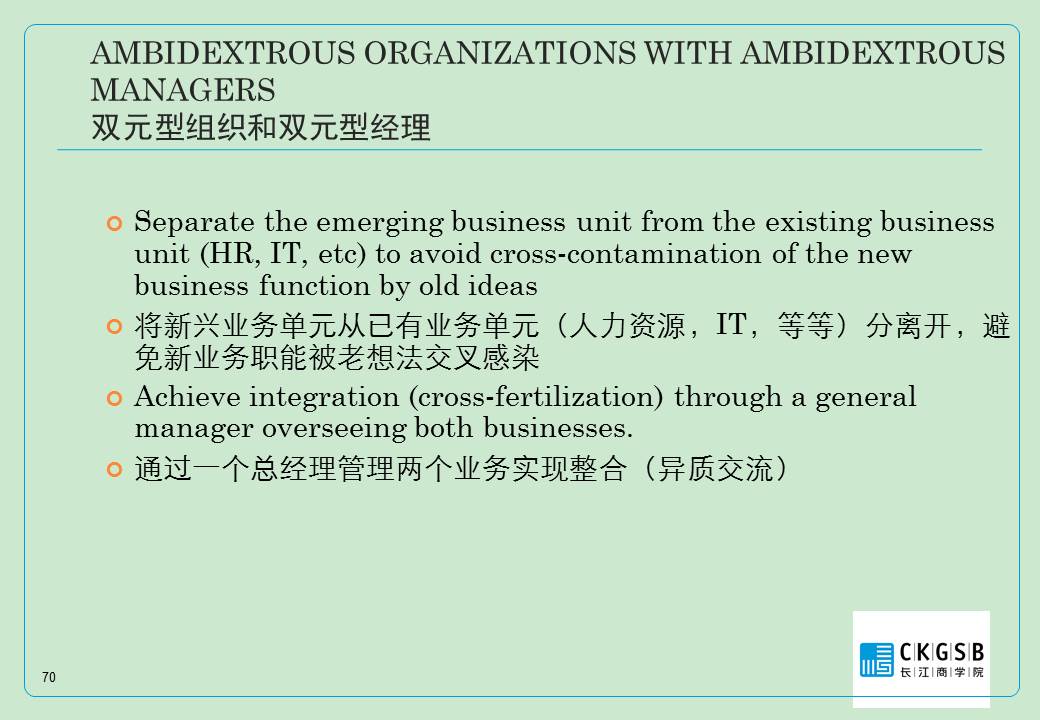 AMBIDEXTROUS ORGANIZATIONS WITH AMBIDEXTROUS
MANAGERS
双元型组织和双元型经理
Separate the emerging business unit from the existing business
unit (HR, IT, etc) to avoid cross-contamination of the new
business function by old ideas
将新兴业务单元从已有业务单元（人力资源，IT，等等）分离开，避
免新业务职能被老想法交叉感染
Achieve integration (cross-fertilization) through a general
manager overseeing both businesses.
通过一个总经理管理两个业务实现整合（异质交流）
70
CKGSB
长江商学院